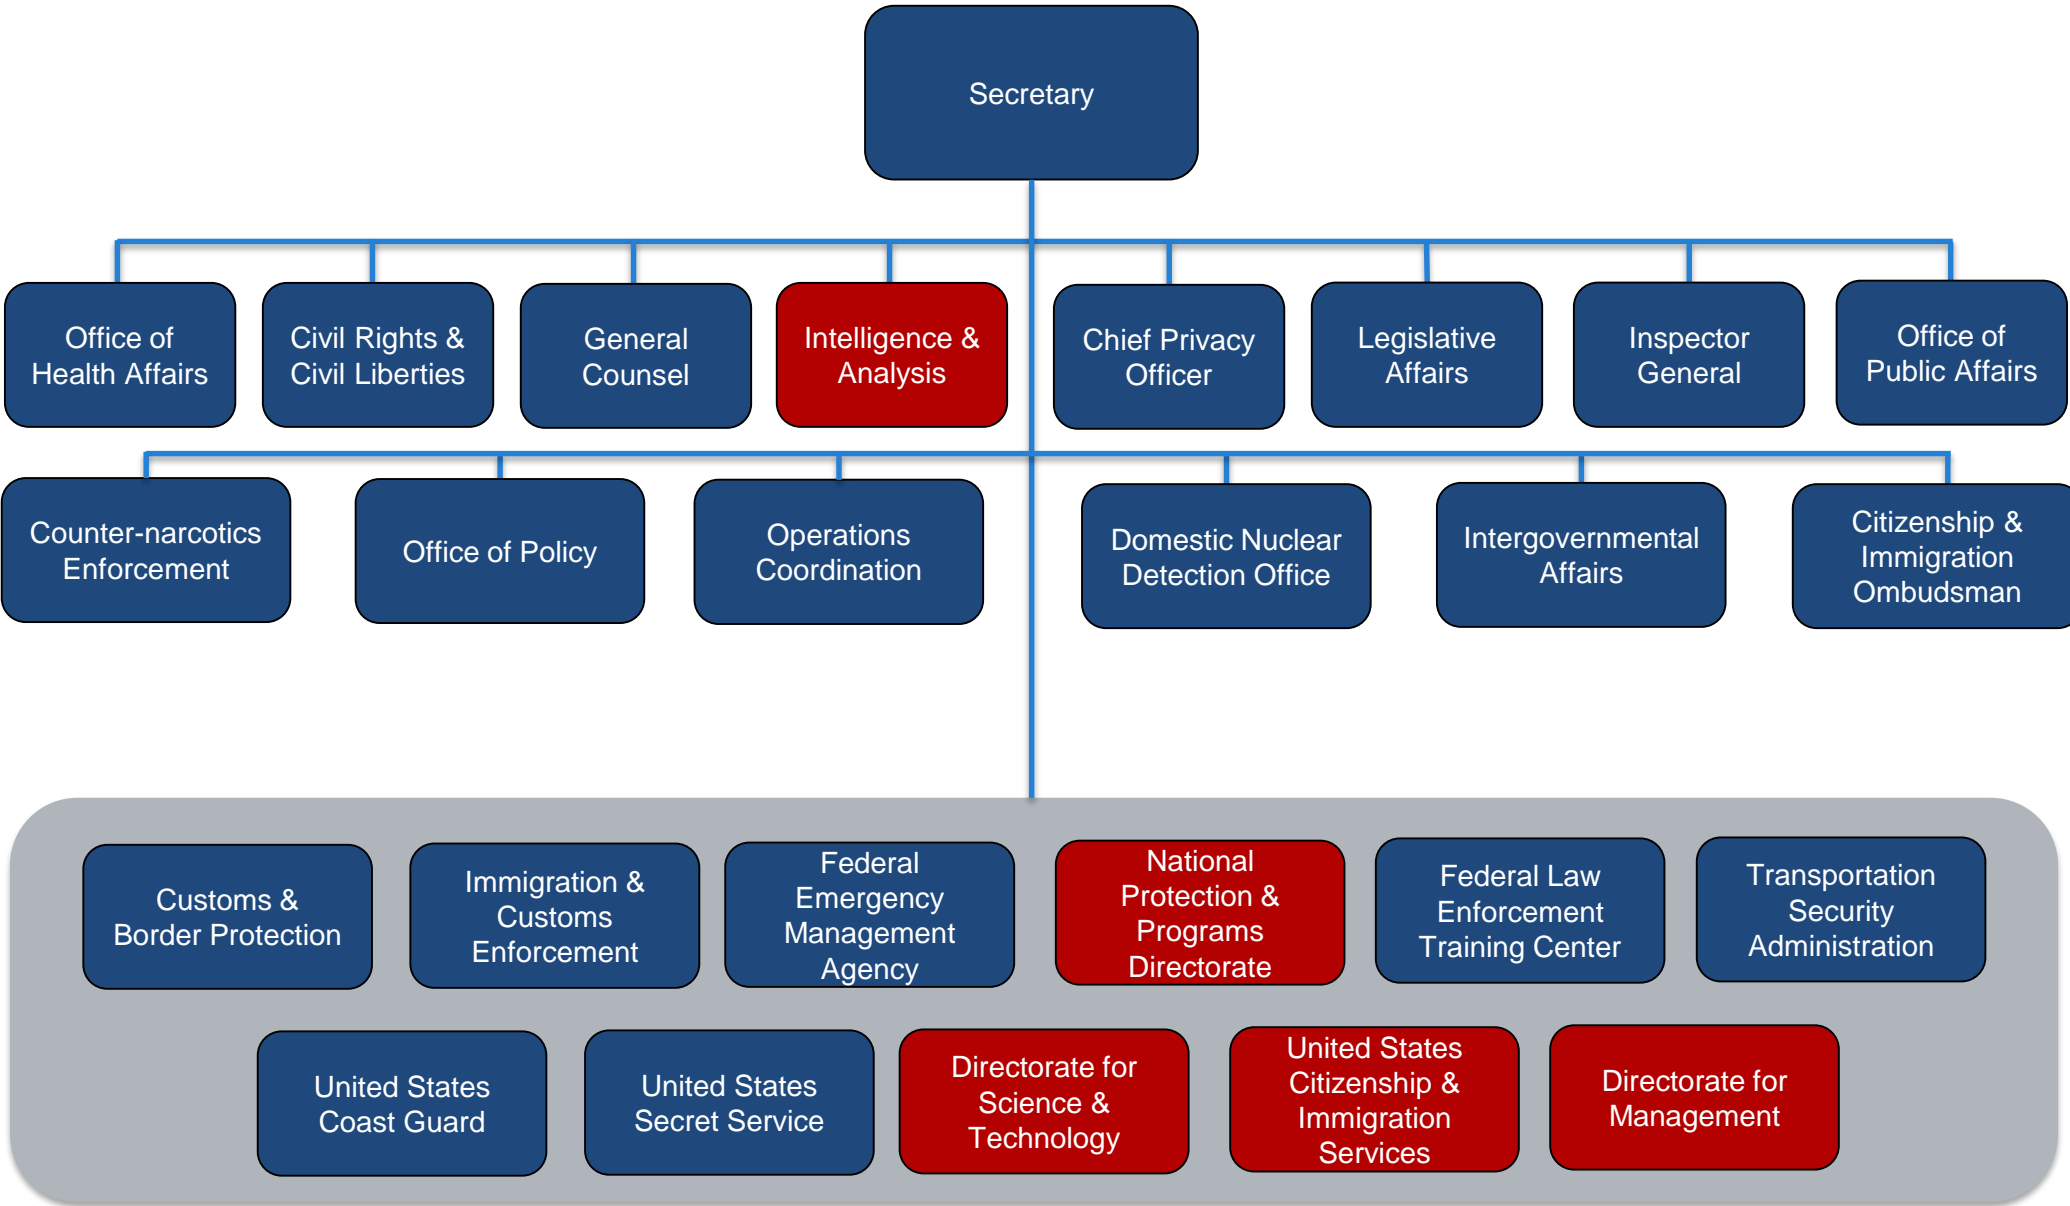 Secretary
Office of
Health Affairs
Civil Rights &
Civil Liberties
General
Counsel
Intelligence &
Analysis
Chief Privacy
Officer
Legislative
Affairs
Inspector
General
Office of
Public Affairs
Counter-narcotics
Enforcement
Office of Policy
Operations
Coordination
Domestic Nuclear
Detection Office
Intergovernmental
Affairs
Citizenship &
Immigration
Ombudsman
Customs &
Border Protection
Immigration &
Customs
Enforcement
Federal
Emergency
Management
Agency
National
Protection &
Programs
Directorate
Federal Law
Enforcement
Training Center
Transportation
Security
Administration
United States
Coast Guard
United States
Secret Service
Directorate for
Science &
Technology
United States
Citizenship &
Immigration
Services
Directorate for
Management